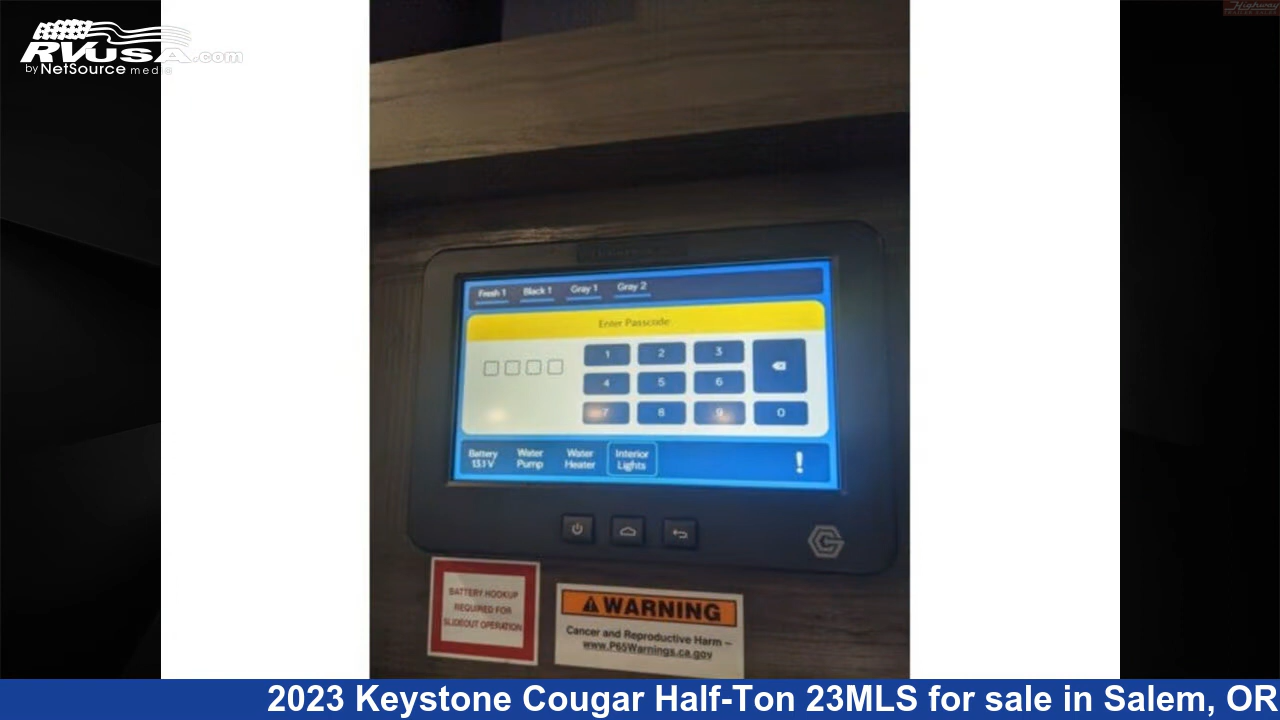 RVUSA.com
by NetSource media
Highway
Fresh 1 Black 1 Gray 1 Gray 2
Enter Passcode
1 2 3
4 5 6
7 8 9 0
Battery 13.1 V
Water Pump
Water Heater
Interior Lights
!
BATTERY HOOKUP
REQUIRED FOR
SLIDEOUT OPERATION
WARNING
Cancer and Reproductive Harm –
www.P65Warnings.ca.gov
2023 Keystone Cougar Half-Ton 23MLS for sale in Salem, OR